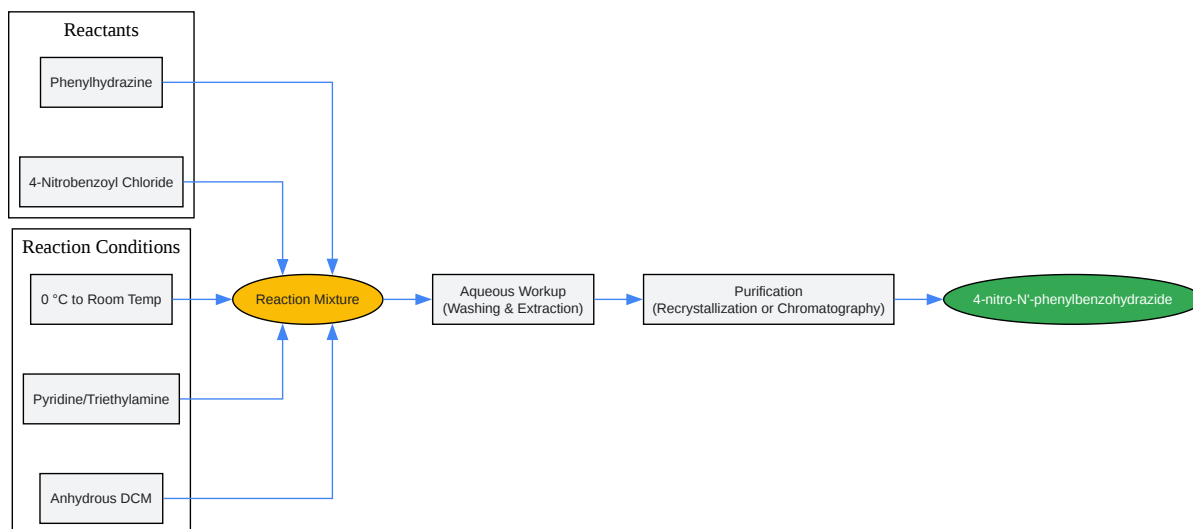 Reactants
Phenylhydrazine
4-Nitrobenzoyl Chloride
Reaction Conditions
0 °C to Room Temp
Pyridine/Triethylamine
Anhydrous DCM
Reaction Mixture
Aqueous Workup
(Washing & Extraction)
Purification
(Recrystallization or Chromatography)
4-nitro-N'-phenylbenzohydrazide